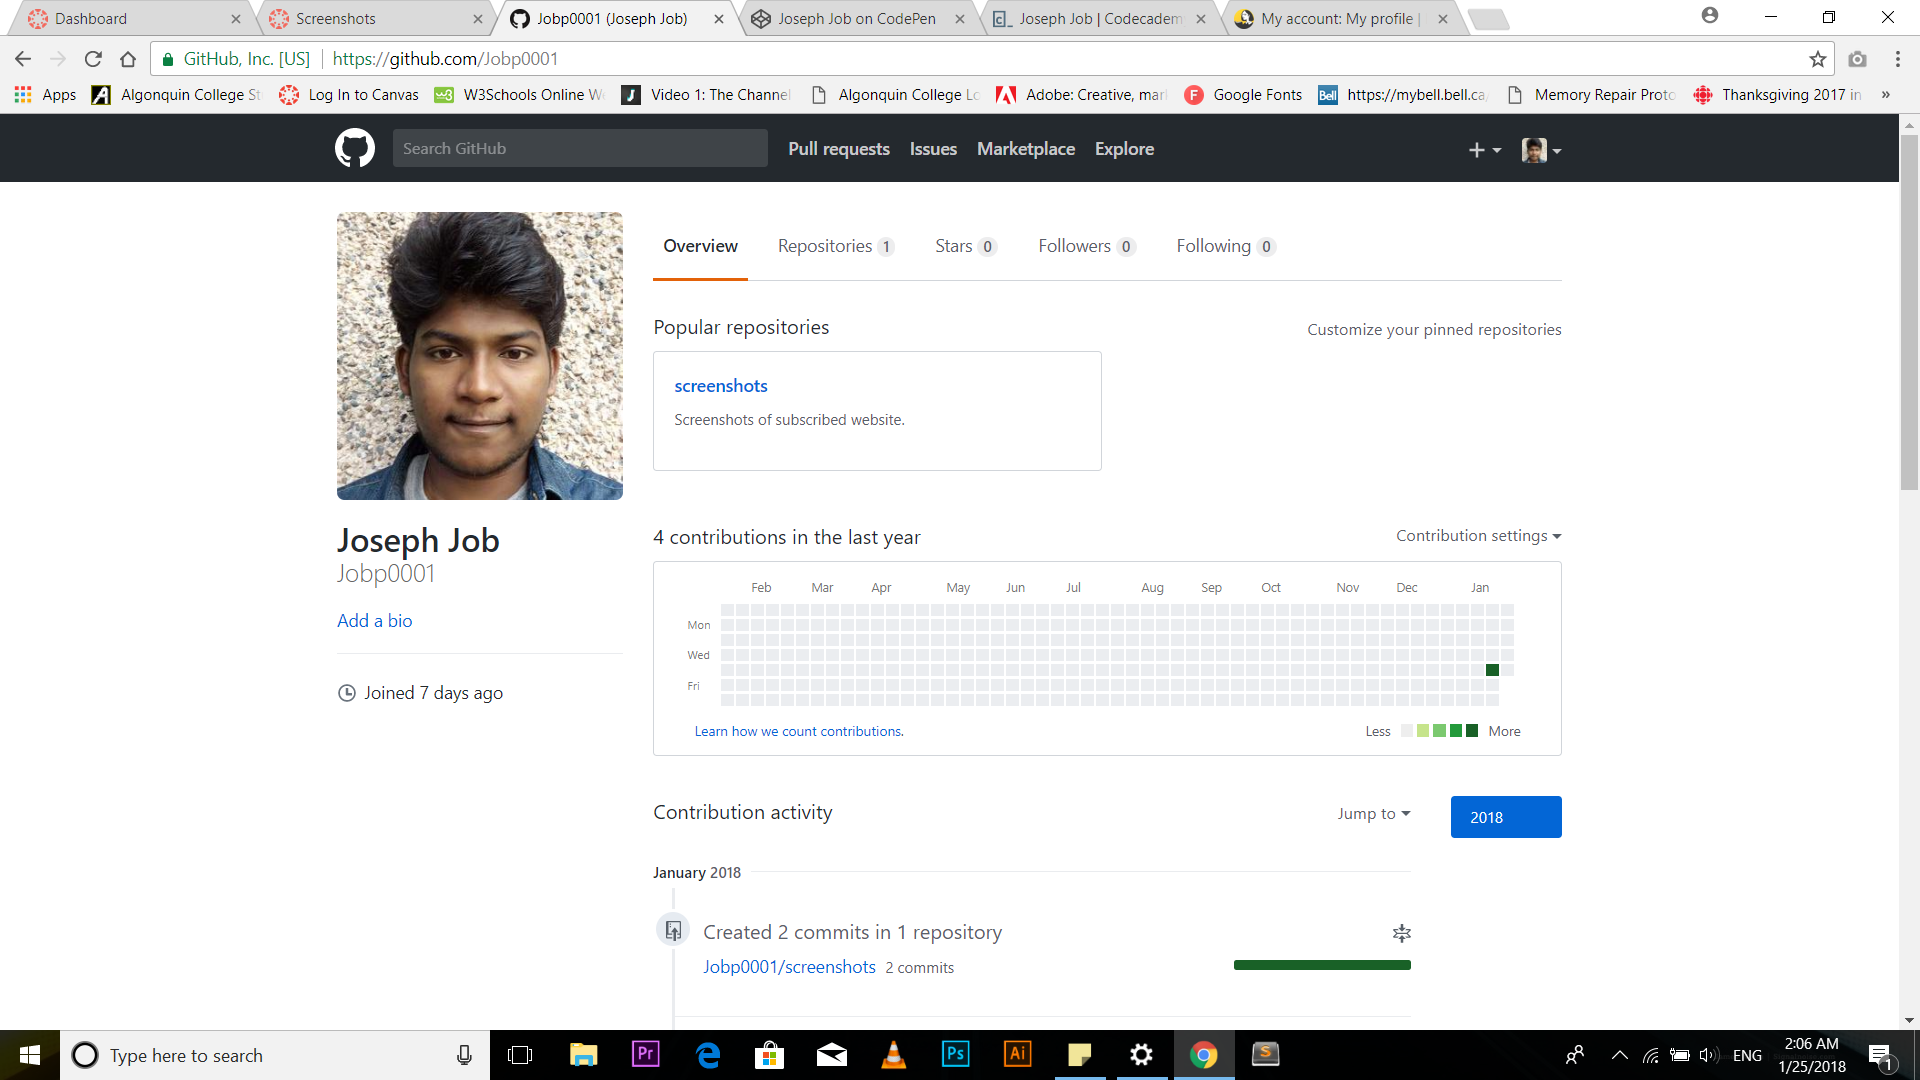 Dashboard
Screenshots
Jobp0001 (Joseph Job)
Joseph Job on CodePen
Joseph Job | Codecadem
My account: My profile |
GitHub, Inc. [US]
https://github.com/Jobp0001
Apps
Algonquin College St
Log In to Canvas
W3Schools Online We
Video 1: The Channel
Algonquin College Lo
Adobe: Creative, mar
Google Fonts
Bell
https://mybell.bell.ca/
Memory Repair Proto
Thanksgiving 2017 in
»
Search GitHub
Pull requests
Issues
Marketplace
Explore
Overview
Repositories 1
Stars 0
Followers 0
Following 0
Popular repositories
Customize your pinned repositories
screenshots
Screenshots of subscribed website.
Joseph Job
Jobp0001
Add a bio
Joined 7 days ago
4 contributions in the last year
Contribution settings
Feb Mar Apr May Jun Jul Aug Sep Oct Nov Dec Jan
Mon
Wed
Fri
Learn how we count contributions.
Less
More
Contribution activity
Jump to
2018
January 2018
Created 2 commits in 1 repository
Jobp0001/screenshots 2 commits
Type here to search
Pr
Ps
Ai
S
ENG
2:06 AM
1/25/2018
1